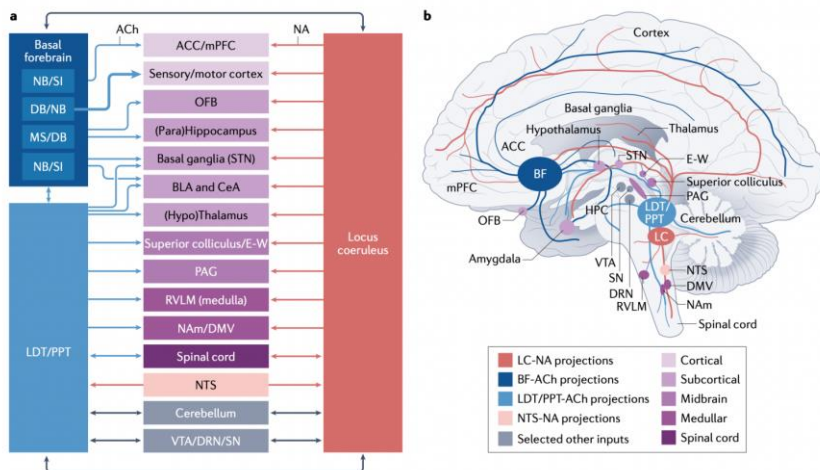 a
ACh
NA
Basal
forebrain
NB/SI
DB/NB
MS/DB
NB/SI
LDT/PPT
ACC/mPFC
Sensory/motor cortex
OFB
(Para)Hippocampus
Basal ganglia (STN)
BLA and CeA
(Hypo)Thalamus
Superior colliculus/E-W
PAG
RVLM (medulla)
NAm/DMV
Spinal cord
NTS
Cerebellum
VTA/DRN/SN
Locus
coeruleus
b
Cortex
Basal ganglia
Hypothalamus
Thalamus
ACC
STN
E-W
BF
Superior colliculus
mPFC
PAG
HPC
LDT/
PPT
Cerebellum
OFB
LC
Amygdala
VTA
SN
DRN
RVLM
NTS
DMV
NAm
Spinal cord
LC-NA projections
BF-ACh projections
LDT/PPT-ACh projections
NTS-NA projections
Selected other inputs
Cortical
Subcortical
Midbrain
Medullar
Spinal cord